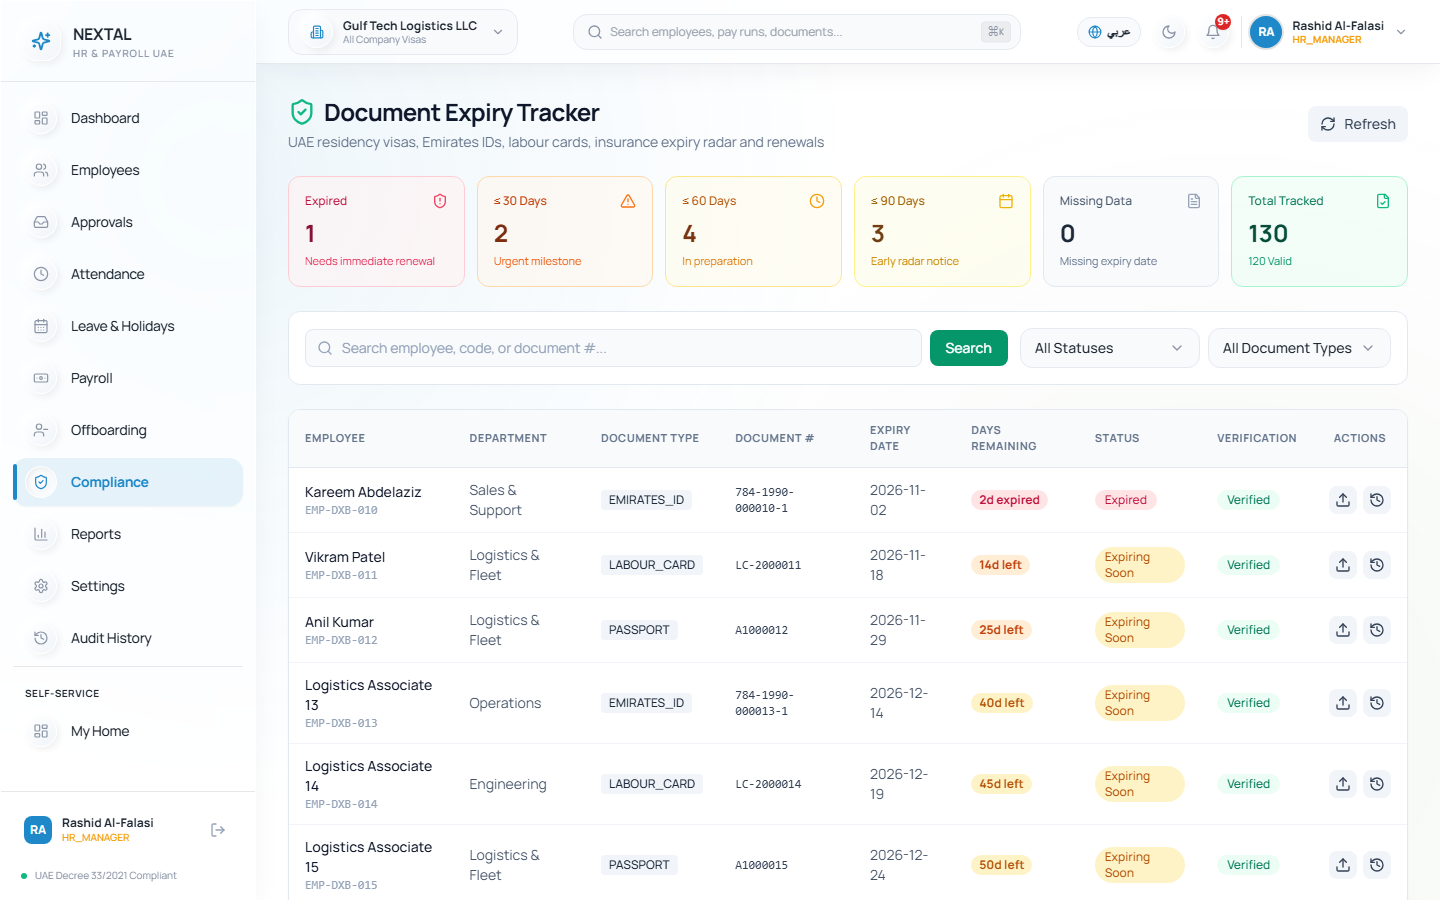 NEXTAL
HR & PAYROLL UAE
Dashboard
Employees
Approvals
Attendance
Leave & Holidays
Payroll
Offboarding
Compliance
Reports
Settings
Audit History
SELF-SERVICE
My Home
RA
Rashid Al-Falasi
HR_MANAGER
UAE Decree 33/2021 Compliant
Gulf Tech Logistics LLC
All Company Visas
Search employees, pay runs, documents...
⌘K
عربي
9+
RA
Rashid Al-Falasi
HR_MANAGER
Document Expiry Tracker
UAE residency visas, Emirates IDs, labour cards, insurance expiry radar and renewals
Refresh
Expired
1
Needs immediate renewal
≤ 30 Days
2
Urgent milestone
≤ 60 Days
4
In preparation
≤ 90 Days
3
Early radar notice
Missing Data
0
Missing expiry date
Total Tracked
130
120 Valid
Search employee, code, or document #...
Search
All Statuses
All Document Types
EMPLOYEE
DEPARTMENT
DOCUMENT TYPE
DOCUMENT #
EXPIRY
DATE
DAYS
REMAINING
STATUS
VERIFICATION
ACTIONS
Kareem Abdelaziz
EMP-DXB-010
Sales &
Support
EMIRATES_ID
784-1990-
000010-1
2026-11-
02
2d expired
Expired
Verified
Vikram Patel
EMP-DXB-011
Logistics &
Fleet
LABOUR_CARD
LC-2000011
2026-11-
18
14d left
Expiring
Soon
Verified
Anil Kumar
EMP-DXB-012
Logistics &
Fleet
PASSPORT
A1000012
2026-11-
29
25d left
Expiring
Soon
Verified
Logistics Associate
13
EMP-DXB-013
Operations
EMIRATES_ID
784-1990-
000013-1
2026-12-
14
40d left
Expiring
Soon
Verified
Logistics Associate
14
EMP-DXB-014
Engineering
LABOUR_CARD
LC-2000014
2026-12-
19
45d left
Expiring
Soon
Verified
Logistics Associate
15
EMP-DXB-015
Logistics &
Fleet
PASSPORT
A1000015
2026-12-
24
50d left
Expiring
Soon
Verified